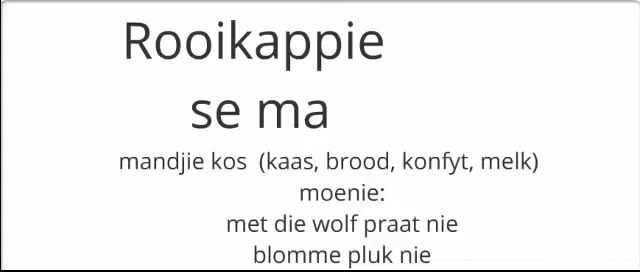 Rooikappie
se ma
mandjie kos (kaas, brood, konfyt, melk)
moenie:
met die wolf praat nie
blomme pluk nie